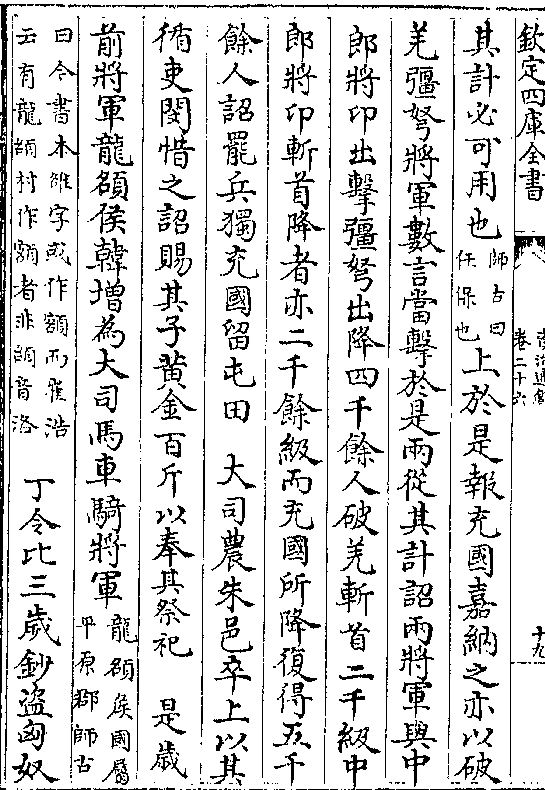 欽定四庫全書
資治通鑑
卷二十六
十九
其計必可用也師古曰任保也上於是報充國嘉納之亦以破
羌彊弩將軍數言當擊於是兩從其計詔兩將軍與中
郎將卬出擊彊弩出降四千餘人破羌斬首二千級中
郎將卬斬首降者亦二千餘級而充國所降復得五千
餘人詔罷兵獨充國留屯田 大司農朱邑卒上以其
循吏閔惜之詔賜其子黃金百斤以奉其祭祀 是歲
前將軍龍頟侯韓增為大司馬車騎將軍龍頟侯國屬平原郡師古
曰今書本雒字或作額而崔浩云有龍頟村作額者非頟音洛 丁令比三歲鈔盜匈奴